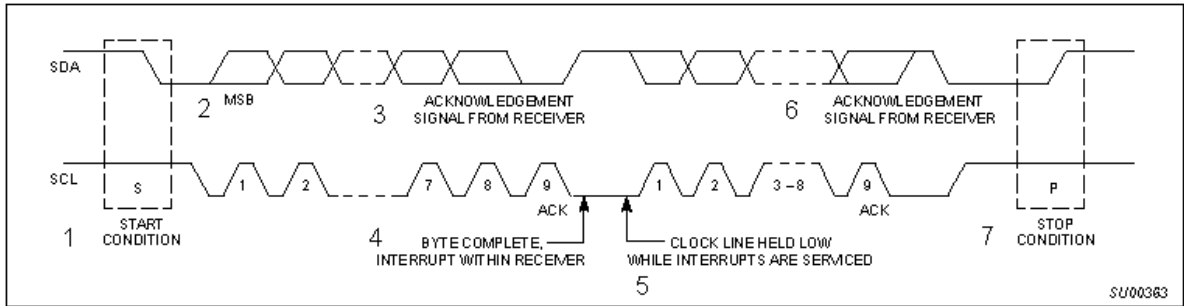 SDA
2 MSB
3 ACKNOWLEDGEMENT
SIGNAL FROM RECEIVER
6 ACKNOWLEDGEMENT
SIGNAL FROM RECEIVER
SCL
S
1
2
7
8
9
1
2
3 – 8
9
P
ACK
ACK
1 START
CONDITION
4 BYTE COMPLETE,
INTERRUPT WITHIN RECEIVER
CLOCK LINE HELD LOW
WHILE INTERRUPTS ARE SERVICED
5
7 STOP
CONDITION
SU00363